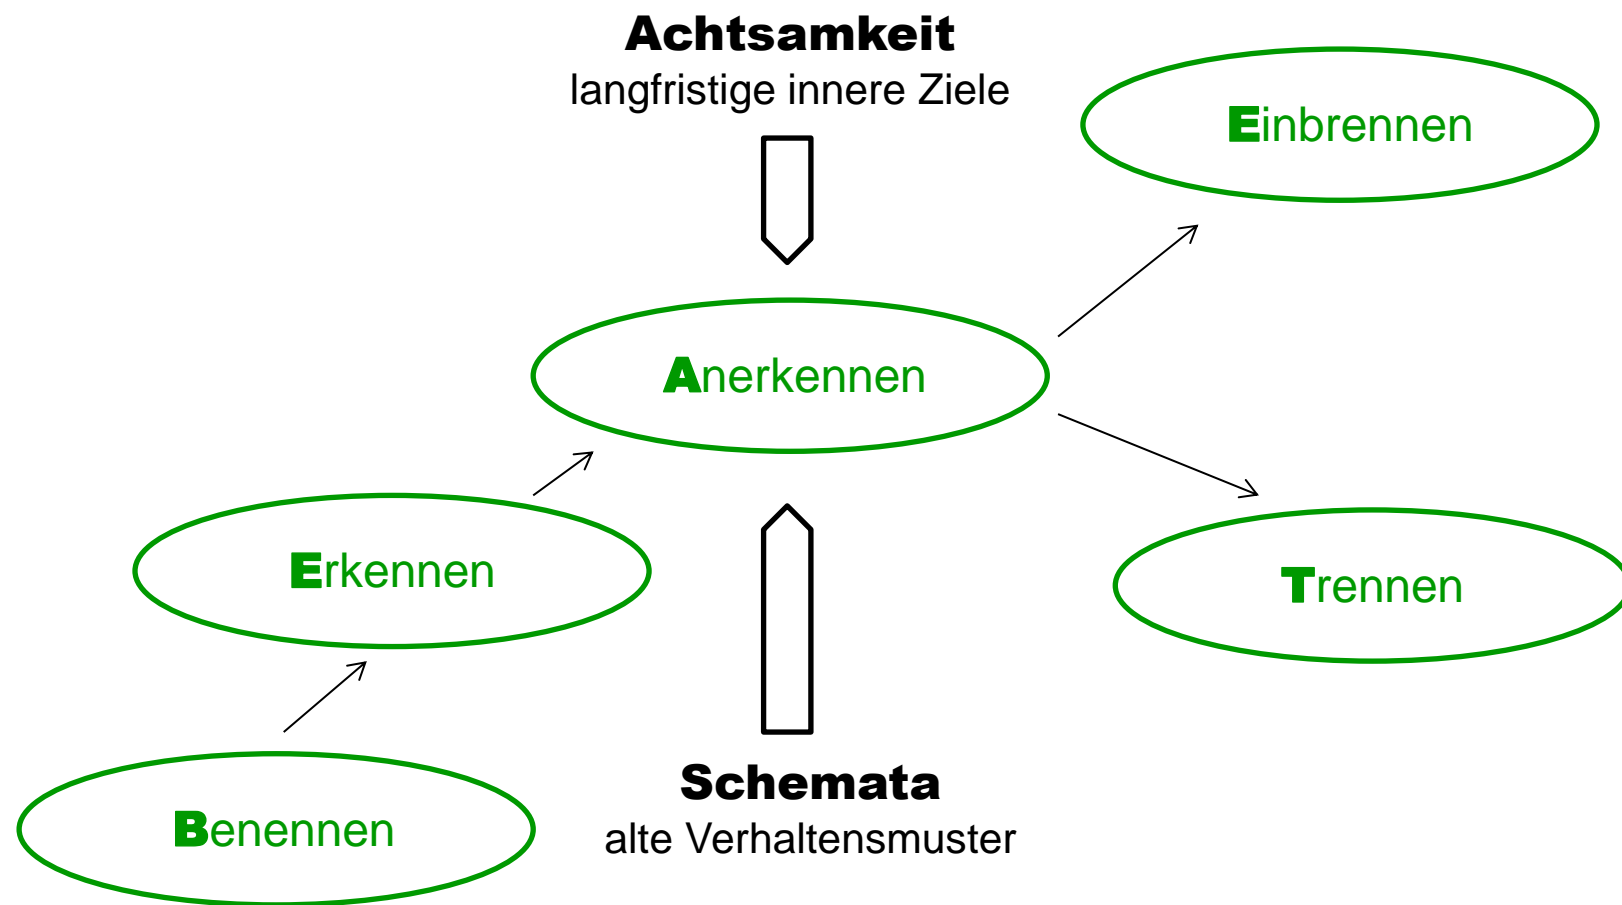 Achtsamkeit
langfristige innere Ziele
Einbrennen
Anerkennen
Erkennen
Trennen
Schemata
alte Verhaltensmuster
Benennen